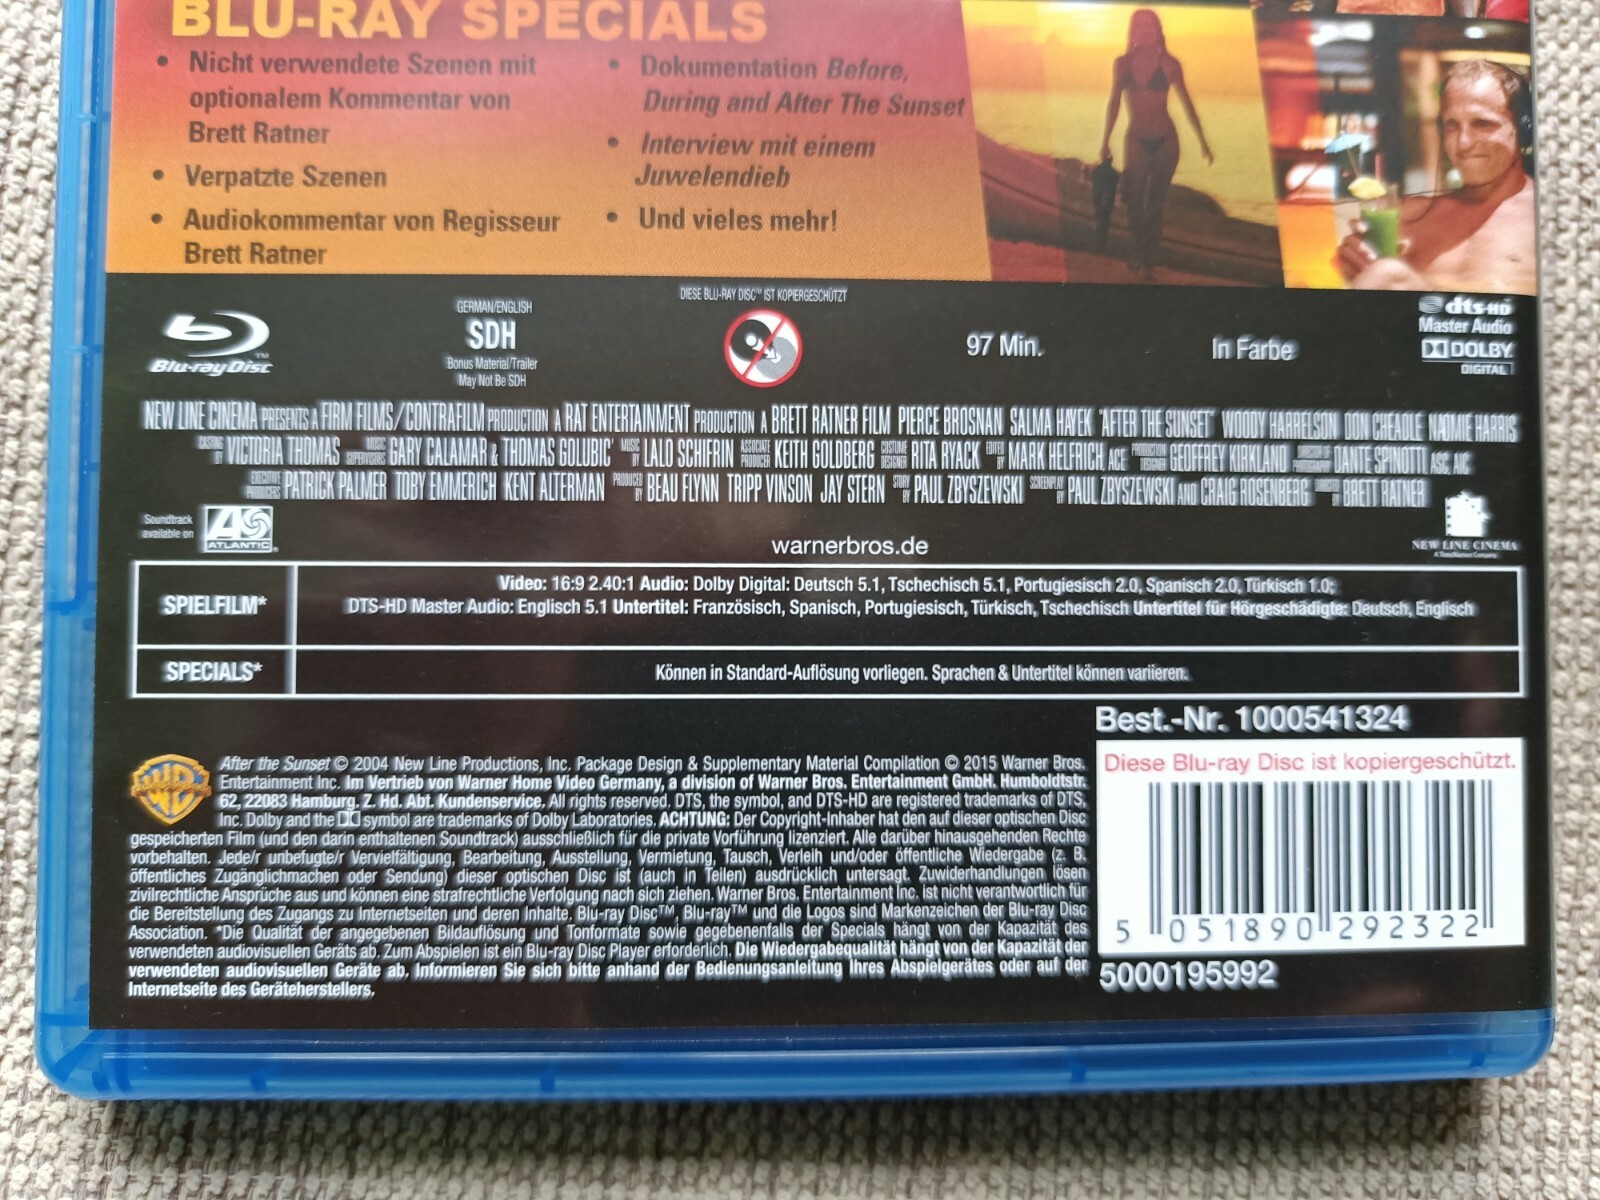 BLU-RAY SPECIALS
• Nicht verwendete Szenen mit
optionalem Kommentar von
Brett Ratner
• Verpatzte Szenen
• Audiokommentar von Regisseur
Brett Ratner
• Dokumentation Before,
During and After The Sunset
• Interview mit einem
Juwelendieb
• Und vieles mehr!
Blu-ray Disc™
GERMAN/ENGLISH
SDH
Bonus Material/Trailer
May Not Be SDH
DIESE BLU-RAY DISC™ IST KOPIERGESCHÜTZT
97 Min.
In Farbe
dts-HD
Master Audio
DOLBY
DIGITAL
NEW LINE CINEMA PRESENTS A FIRM FILMS/CONTRAFILM PRODUCTION A RAT ENTERTAINMENT PRODUCTION A BRETT RATNER FILM PIERCE BROSNAN SALMA HAYEK "AFTER THE SUNSET" WOODY HARRELSON DON CHEADLE NAOMIE HARRIS
CASTING BY VICTORIA THOMAS MUSIC SUPERVISORS GARY CALAMAR & THOMAS GOLUBIC' MUSIC BY LALO SCHIFRIN ASSOCIATE PRODUCER KEITH GOLDBERG COSTUME DESIGNER RITA RYACK EDITED BY MARK HELFRICH, ACE PRODUCTION DESIGNER GEOFFREY KIRKLAND DANTE SPINOTTI ASC, AIC
EXECUTIVE PRODUCERS PATRICK PALMER TOBY EMMERICH KENT ALTERMAN PRODUCED BY BEAU FLYNN TRIPP VINSON JAY STERN STORY BY PAUL ZBYSZEWSKI SCREENPLAY BY PAUL ZBYSZEWSKI AND CRAIG ROSENBERG DIRECTED BY BRETT RATNER
Soundtrack
available on
ATLANTIC
warnerbros.de
NEW LINE CINEMA
SPIELFILM*
Video: 16:9 2.40:1 Audio: Dolby Digital: Deutsch 5.1, Tschechisch 5.1, Portugiesisch 2.0, Spanisch 2.0, Türkisch 1.0;
DTS-HD Master Audio: Englisch 5.1 Untertitel: Französisch, Spanisch, Portugiesisch, Türkisch, Tschechisch Untertitel für Hörgeschädigte: Deutsch, Englisch
SPECIALS*
Können in Standard-Auflösung vorliegen. Sprachen & Untertitel können variieren.
Best.-Nr. 1000541324
Diese Blu-ray Disc ist kopiergeschützt.
5 051890 292322
5000195992
WB
After the Sunset © 2004 New Line Productions, Inc. Package Design & Supplementary Material Compilation © 2015 Warner Bros.
Entertainment Inc. Im Vertrieb von Warner Home Video Germany, a division of Warner Bros. Entertainment GmbH. Humboldtstr.
62, 22083 Hamburg. Z. Hd. Abt. Kundenservice. All rights reserved. DTS, the symbol, and DTS-HD are registered trademarks of DTS,
Inc. Dolby and the symbol are trademarks of Dolby Laboratories. ACHTUNG: Der Copyright-Inhaber hat den auf dieser optischen Disc
gespeicherten Film (und den darin enthaltenen Soundtrack) ausschließlich für die private Vorführung lizenziert. Alle darüber hinausgehenden Rechte
vorbehalten. Jede/r unbefugte/r Vervielfältigung, Bearbeitung, Ausstellung, Vermietung, Tausch, Verleih und/oder öffentliche Wiedergabe (z. B.
öffentliches Zugänglichmachen oder Sendung) dieser optischen Disc ist (auch in Teilen) ausdrücklich untersagt. Zuwiderhandlungen lösen
zivilrechtliche Ansprüche aus und können eine strafrechtliche Verfolgung nach sich ziehen. Warner Bros. Entertainment Inc. ist nicht verantwortlich für
die Bereitstellung des Zugangs zu Internetseiten und deren Inhalte. Blu-ray Disc™, Blu-ray™ und die Logos sind Markenzeichen der Blu-ray Disc
Association. *Die Qualität der angegebenen Bildauflösung und Tonformate sowie gegebenenfalls der Specials hängt von der Kapazität des
verwendeten audiovisuellen Geräts ab. Zum Abspielen ist ein Blu-ray Disc Player erforderlich. Die Wiedergabequalität hängt von der Kapazität der
verwendeten audiovisuellen Geräte ab, Informieren Sie sich bitte anhand der Bedienungsanleitung Ihres Abspielgerätes oder auf der
Internetseite des Geräteherstellers.